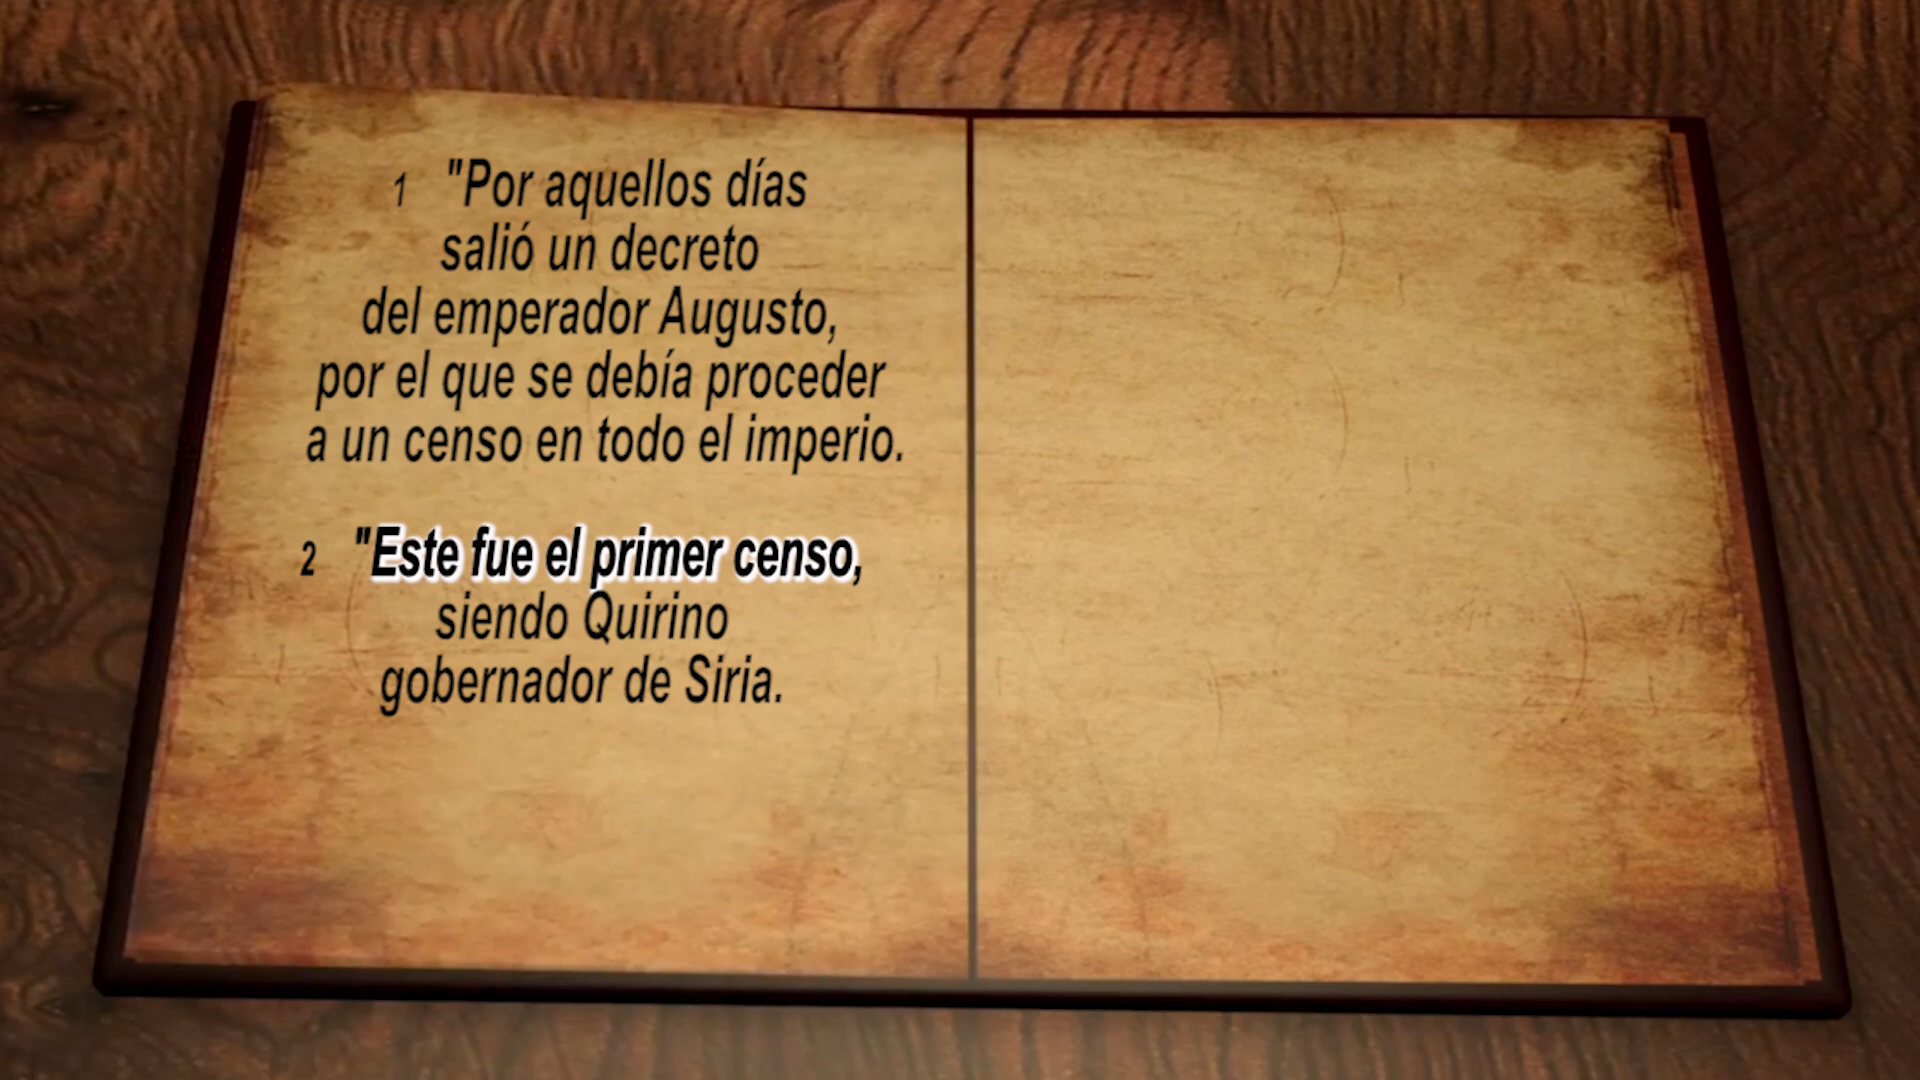 1 "Por aquellos días
salió un decreto
del emperador Augusto,
por el que se debía proceder
a un censo en todo el imperio.
2 "Este fue el primer censo,
siendo Quirino
gobernador de Siria.